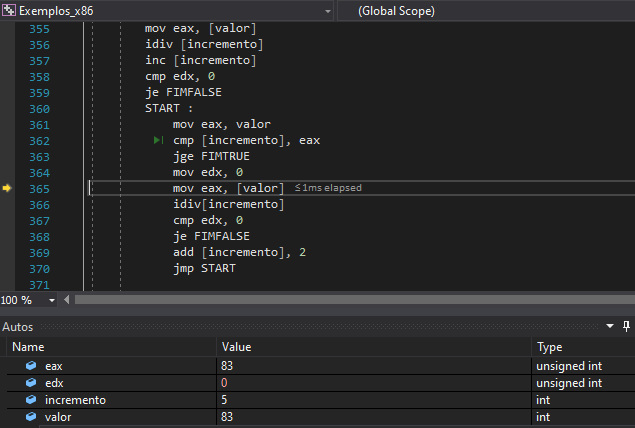 Exemplos_x86 (Global Scope)
355 mov eax, [valor]
356 idiv [incremento]
357 inc [incremento]
358 cmp edx, 0
359 je FIMFALSE
360 START :
361 mov eax, valor
362 cmp [incremento], eax
363 jge FIMTRUE
364 mov edx, 0
365 mov eax, [valor] ≤1ms elapsed
366 idiv[incremento]
367 cmp edx, 0
368 je FIMFALSE
369 add [incremento], 2
370 jmp START
371
100 %
Autos
Name Value Type
eax 83 unsigned int
edx 0 unsigned int
incremento 5 int
valor 83 int